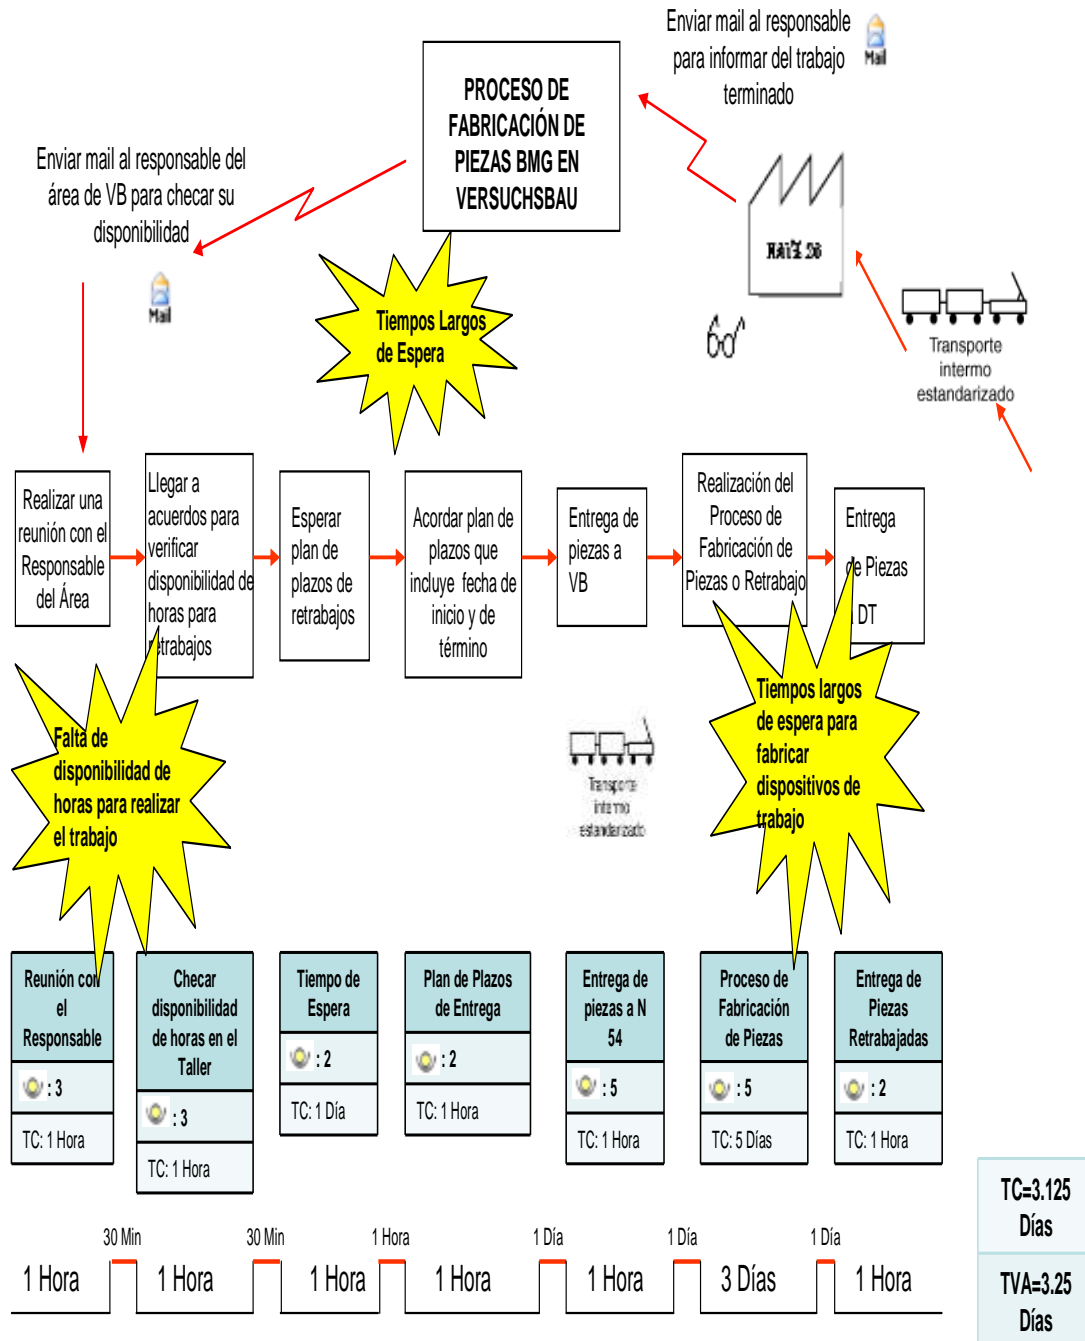 Enviar mail al responsable
para informar del trabajo
terminado
Mail
PROCESO DE
FABRICACIÓN DE
PIEZAS BMG EN
VERSUCHSBAU
Enviar mail al responsable del
área de VB para checar su
disponibilidad
Mail
Tiempos Largos
de Espera
Transporte
intermo
estandarizado
Realizar una
reunión con el
Responsable
del Área
Llegar a
acuerdos para
verificar
disponibilidad de
horas para
retrabajos
Esperar
plan de
plazos de
retrabajos
Acordar plan de
plazos que
incluye fecha de
inicio y de
término
Entrega de
piezas a
VB
Realización del
Proceso de
Fabricación de
Piezas o Retrabajo
Entrega
de Piezas
DT
Falta de
disponibilidad de
horas para realizar
el trabajo
Transporte
intermo
estandarizado
Tiempos largos
de espera para
fabricar
dispositivos de
trabajo
Reunión con
el
Responsable
: 3
TC: 1 Hora
Checar
disponibilidad
de horas en el
Taller
: 3
TC: 1 Hora
Tiempo de
Espera
: 2
TC: 1 Día
Plan de Plazos
de Entrega
: 2
TC: 1 Hora
Entrega de
piezas a N
54
: 5
TC: 1 Hora
Proceso de
Fabricación
de Piezas
: 5
TC: 5 Días
Entrega de
Piezas
Retrabajadas
: 2
TC: 1 Hora
30 Min
30 Min
1 Hora
1 Día
1 Día
1 Día
1 Hora
1 Hora
1 Hora
1 Hora
1 Hora
3 Días
1 Hora
TC=3.125
Días
TVA=3.25
Días